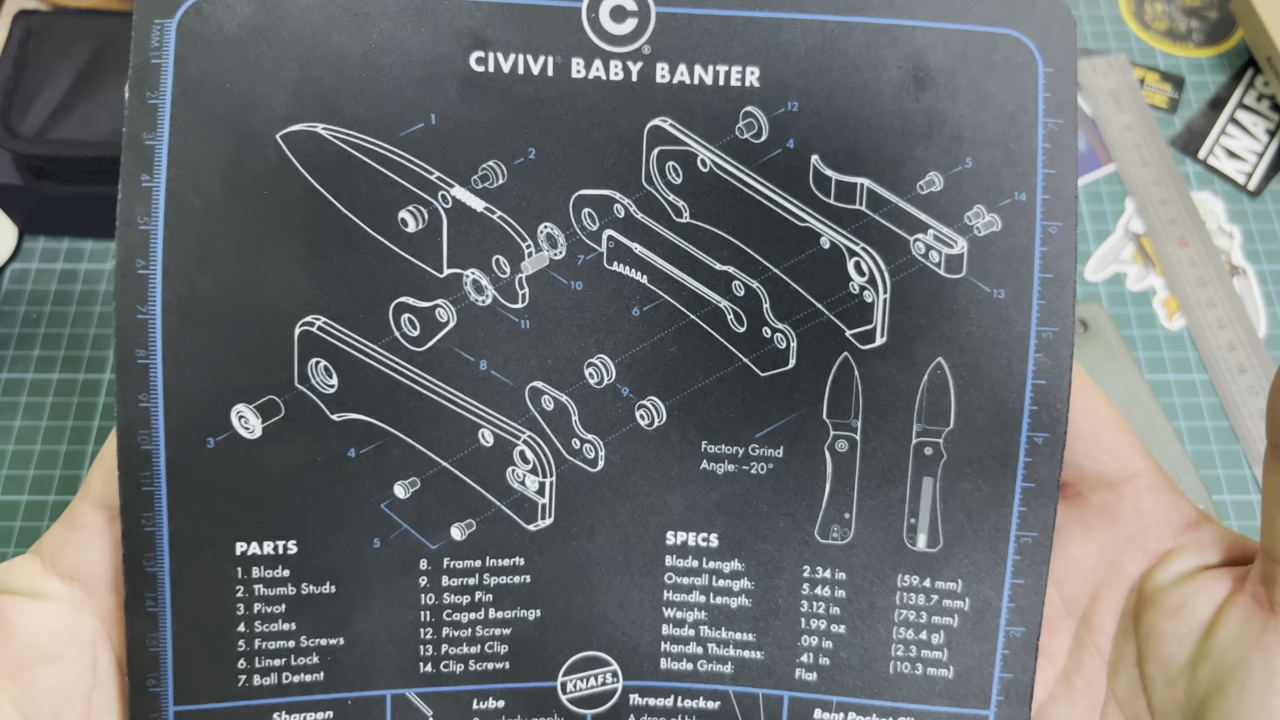 C
®
CIVIVI BABY BANTER
1
2
3
4
5
6
7
8
9
10
11
12
4
5
14
13
Factory Grind
Angle: ~20°
PARTS
1. Blade
2. Thumb Studs
3. Pivot
4. Scales
5. Frame Screws
6. Liner Lock
7. Ball Detent
8. Frame Inserts
9. Barrel Spacers
10. Stop Pin
11. Caged Bearings
12. Pivot Screw
13. Pocket Clip
14. Clip Screws
SPECS
Blade Length: 2.34 in (59.4 mm)
Overall Length: 5.46 in (138.7 mm)
Handle Length: 3.12 in (79.3 mm)
Weight: 1.99 oz (56.4 g)
Blade Thickness: .09 in (2.3 mm)
Handle Thickness: .41 in (10.3 mm)
Blade Grind: Flat
KNAFS.
Sharpen
Lube
Thread Locker
A drop of bl
Bent Pocket Cli
KNAFS